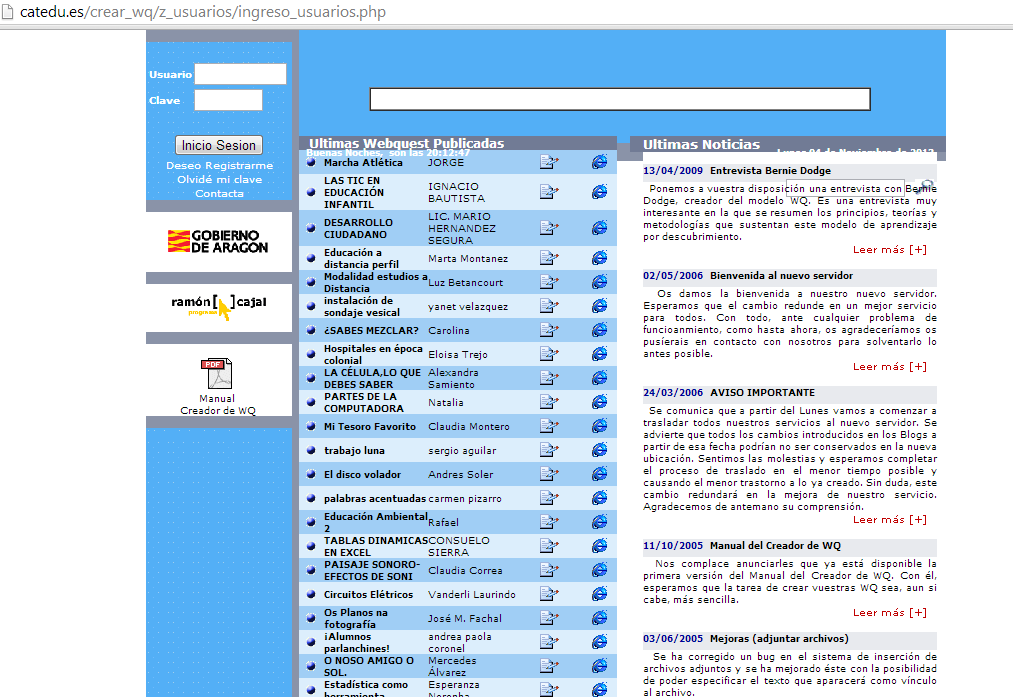 catedu.es/crear_wq/z_usuarios/ingreso_usuarios.php
Usuario
Clave
Inicio Sesion
Deseo Registrarme
Olvidé mi clave
Contacta
GOBIERNO
DE ARAGON
ramón[ ]cajal
programa
PDF
Manual
Creador de WQ
Ultimas Webquest Publicadas
Buenas Noches, son las 20:12:47
Marcha Atlética JORGE
LAS TIC EN
EDUCACIÓN
INFANTIL
IGNACIO
BAUTISTA
DESARROLLO
CIUDADANO
LIC. MARIO
HERNANDEZ
SEGURA
Educación a
distancia perfil
Marta Montanez
Modalidad estudios a
Distancia
Luz Betancourt
instalación de
sondaje vesical
yanet velazquez
¿SABES MEZCLAR? Carolina
Hospitales en época
colonial
Eloisa Trejo
LA CÉLULA,LO QUE
DEBES SABER
Alexandra
Samiento
PARTES DE LA
COMPUTADORA
Natalia
Mi Tesoro Favorito Claudia Montero
trabajo luna sergio aguilar
El disco volador Andres Soler
palabras acentuadas carmen pizarro
Educación Ambiental
2
Rafael
TABLAS DINAMICAS
EN EXCEL
CONSUELO
SIERRA
PAISAJE SONORO-
EFECTOS DE SONI
Claudia Correa
Circuitos Elétricos Vanderli Laurindo
Os Planos na
fotografía
José M. Fachal
¡Alumnos
parlanchines!
andrea paola
coronel
O NOSO AMIGO O
SOL.
Mercedes
Álvarez
Estadística como
herramienta
Esperanza
Noronha
Ultimas Noticias
Lunes 04 de Noviembre de 2013
13/04/2009 Entrevista Bernie Dodge
Ponemos a vuestra disposición una entrevista con Bernie
Dodge, creador del modelo WQ. Es una entrevista muy
interesante en la que se resumen los principios, teorías y
metodologías que sustentan este modelo de aprendizaje
por descubrimiento.
Leer más [+]
02/05/2006 Bienvenida al nuevo servidor
Os damos la bienvenida a nuestro nuevo servidor.
Esperamos que el cambio redunde en un mejor servicio
para todos. Con todo, ante cualquier problema de
funcioanmiento, como hasta ahora, os agradeceríamos os
pusíerais en contacto con nosotros para solventarlo lo
antes posible.
Leer más [+]
24/03/2006 AVISO IMPORTANTE
Se comunica que a partir del Lunes vamos a comenzar a
trasladar todos nuestros servicios al nuevo servidor. Se
advierte que todos los cambios introducidos en los Blogs a
partir de esa fecha podrían no ser conservados en la nueva
ubicación. Sentimos las molestias y esperamos completar
el proceso de traslado en el menor tiempo posible y
causando el menor trastorno a lo ya creado. Sin duda, este
cambio redundará en la mejora de nuestro servicio.
Agradecemos de antemano su comprensión.
Leer más [+]
11/10/2005 Manual del Creador de WQ
Nos complace anunciarles que ya está disponible la
primera versión del Manual del Creador de WQ. Con él,
esperamos que la tarea de crear vuestras WQ sea, aun si
cabe, más sencilla.
Leer más [+]
03/06/2005 Mejoras (adjuntar archivos)
Se ha corregido un bug en el sistema de inserción de
archivos adjuntos y se ha mejorado éste con la posibilidad
de poder especificar el texto que aparecerá como vínculo
al archivo.